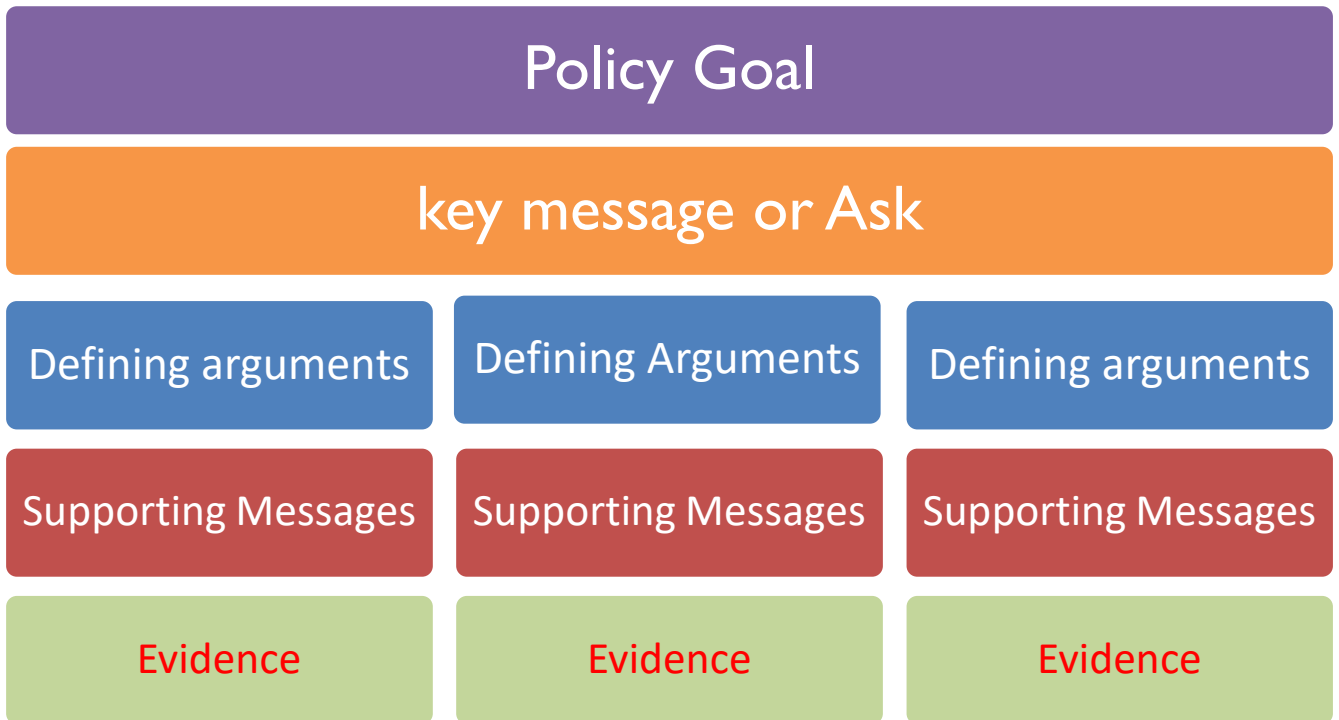 Policy Goal
key message or Ask
Defining arguments
Defining Arguments
Defining arguments
Supporting Messages
Supporting Messages
Supporting Messages
Evidence
Evidence
Evidence